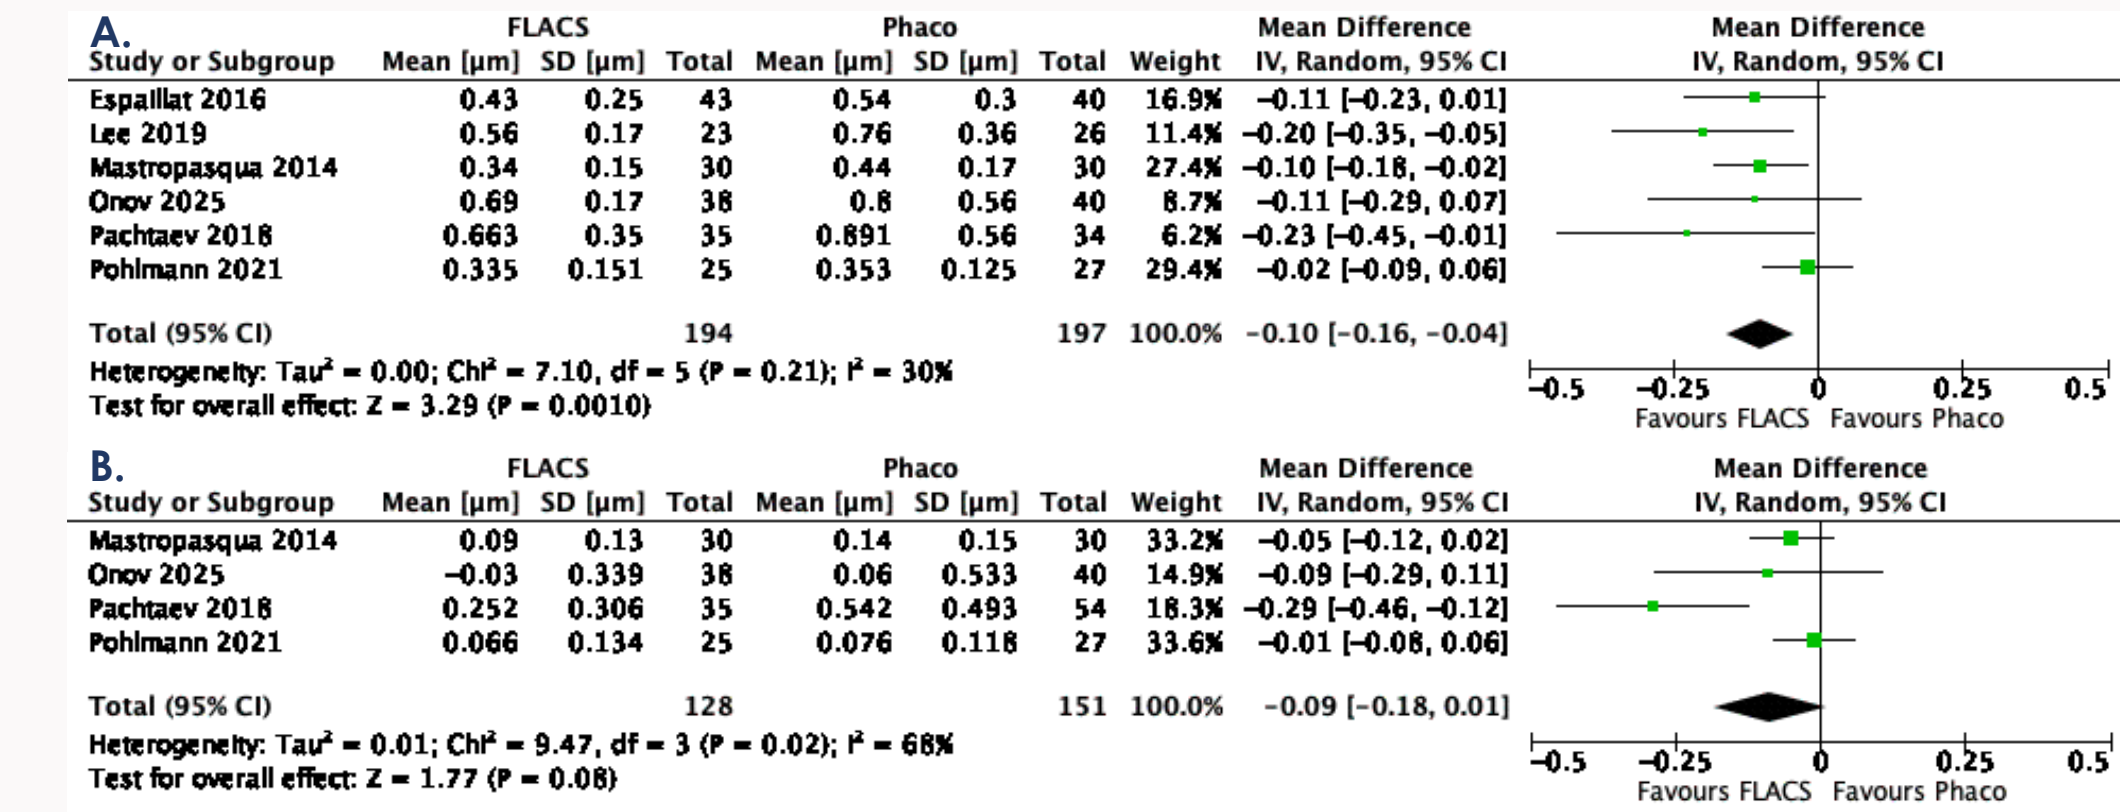 A.
FLACS Phaco Mean Difference Mean Difference
Study or Subgroup Mean [µm] SD [µm] Total Mean [µm] SD [µm] Total Weight IV, Random, 95% CI IV, Random, 95% CI
Espaillat 2016 0.43 0.25 43 0.54 0.3 40 16.9% −0.11 [−0.23, 0.01]
Lee 2019 0.56 0.17 23 0.76 0.36 26 11.4% −0.20 [−0.35, −0.05]
Mastropasqua 2014 0.34 0.15 30 0.44 0.17 30 27.4% −0.10 [−0.18, −0.02]
Onov 2025 0.69 0.17 38 0.8 0.56 40 8.7% −0.11 [−0.29, 0.07]
Pachtaev 2018 0.663 0.35 35 0.891 0.56 34 6.2% −0.23 [−0.45, −0.01]
Pohlmann 2021 0.335 0.151 25 0.353 0.125 27 29.4% −0.02 [−0.09, 0.06]
Total (95% CI) 194 197 100.0% −0.10 [−0.16, −0.04]
Heterogeneity: Tau² = 0.00; Chi² = 7.10, df = 5 (P = 0.21); I² = 30%
Test for overall effect: Z = 3.29 (P = 0.0010)
−0.5 −0.25 0 0.25 0.5
Favours FLACS Favours Phaco
B.
FLACS Phaco Mean Difference Mean Difference
Study or Subgroup Mean [µm] SD [µm] Total Mean [µm] SD [µm] Total Weight IV, Random, 95% CI IV, Random, 95% CI
Mastropasqua 2014 0.09 0.13 30 0.14 0.15 30 33.2% −0.05 [−0.12, 0.02]
Onov 2025 −0.03 0.339 38 0.06 0.533 40 14.9% −0.09 [−0.29, 0.11]
Pachtaev 2018 0.252 0.306 35 0.542 0.493 54 18.3% −0.29 [−0.46, −0.12]
Pohlmann 2021 0.066 0.134 25 0.076 0.118 27 33.6% −0.01 [−0.08, 0.06]
Total (95% CI) 128 151 100.0% −0.09 [−0.18, 0.01]
Heterogeneity: Tau² = 0.01; Chi² = 9.47, df = 3 (P = 0.02); I² = 68%
Test for overall effect: Z = 1.77 (P = 0.08)
−0.5 −0.25 0 0.25 0.5
Favours FLACS Favours Phaco